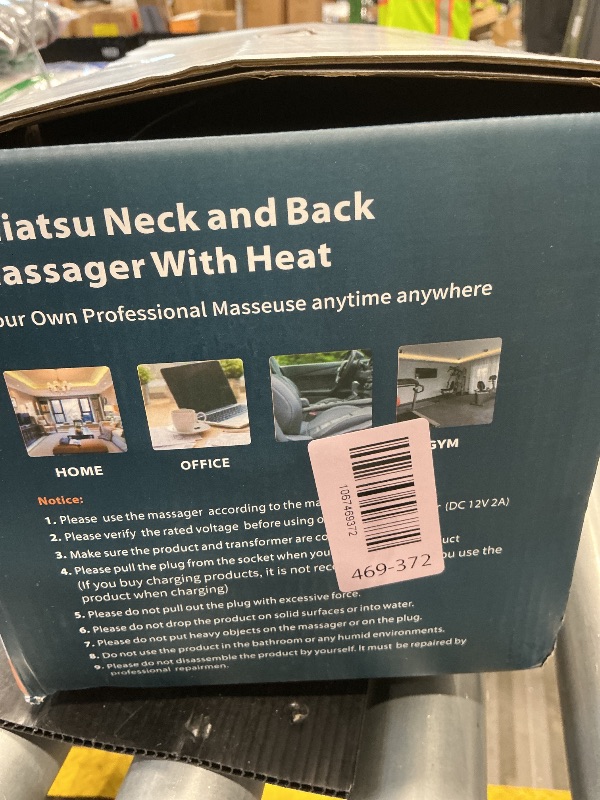 iatsu Neck and Back
assager With Heat
our Own Professional Masseuse anytime anywhere
HOME
OFFICE
GYM
Notice:
1. Please use the massager according to the ma
r (DC 12V 2A)
2. Please verify the rated voltage before using o
3. Make sure the product and transformer are co
uct
4. Please pull the plug from the socket when you
(If you buy charging products, it is not rec
ou use the
product when charging)
5. Please do not pull out the plug with excessive force.
6. Please do not drop the product on solid surfaces or into water.
7. Please do not put heavy objects on the massager or on the plug.
8. Do not use the product in the bathroom or any humid environments.
9. Please do not disassemble the product by yourself. It must be repaired by
professional repairmen.
1067469372
469-372